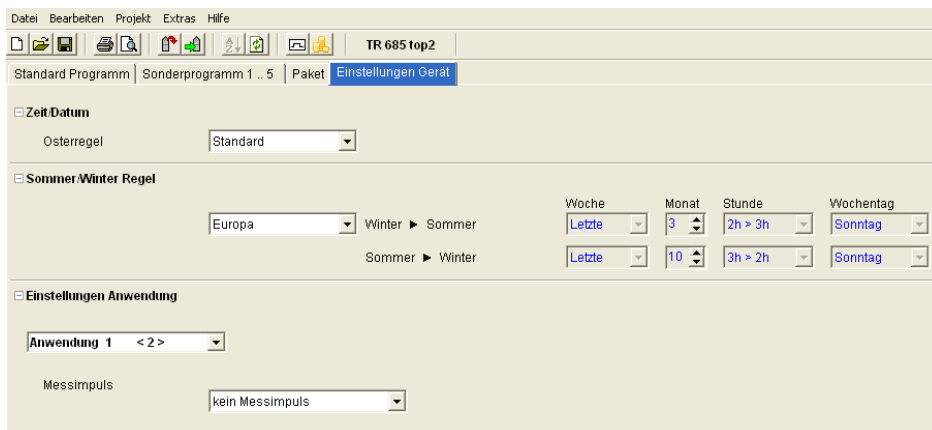 Datei Bearbeiten Projekt Extras Hilfe
TR 685 top2
Standard Programm Sonderprogramm 1 .. 5 Paket Einstellungen Gerät
Zeit/Datum
Osterregel Standard
Sommer/Winter Regel
Woche Monat Stunde Wochentag
Europa Winter ► Sommer Letzte 3 2h > 3h Sonntag
Sommer ► Winter Letzte 10 3h > 2h Sonntag
Einstellungen Anwendung
Anwendung 1 < 2 >
Messimpuls
kein Messimpuls